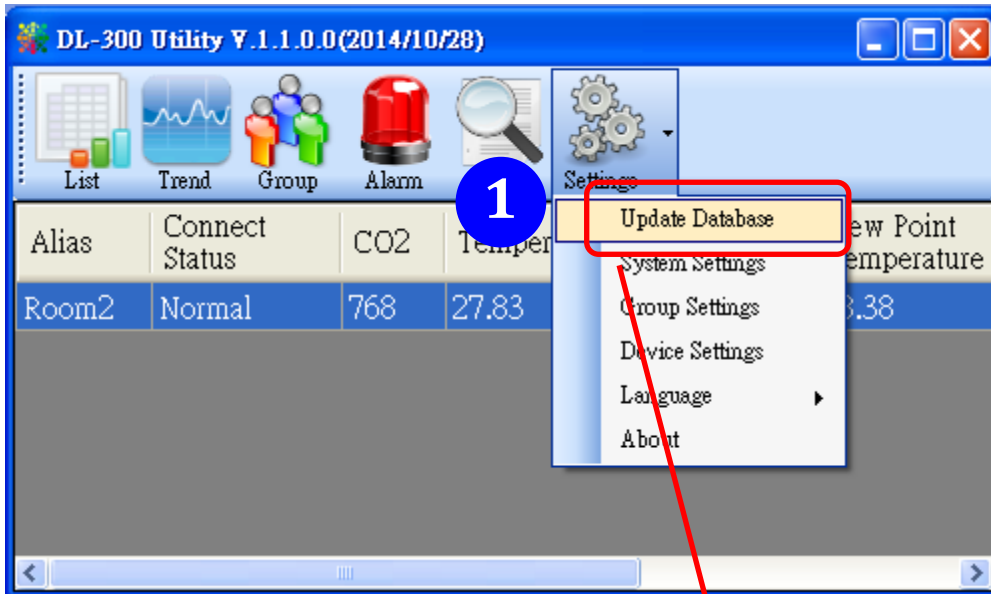 DL-300 Utility V.1.1.0.0(2014/10/28)
List Trend Group Alarm Settings
1
Alias Connect Status CO2 Temper ew Point emperature
Room2 Normal 768 27.83 .38
Update Database
System Settings
Group Settings
Device Settings
Language
About